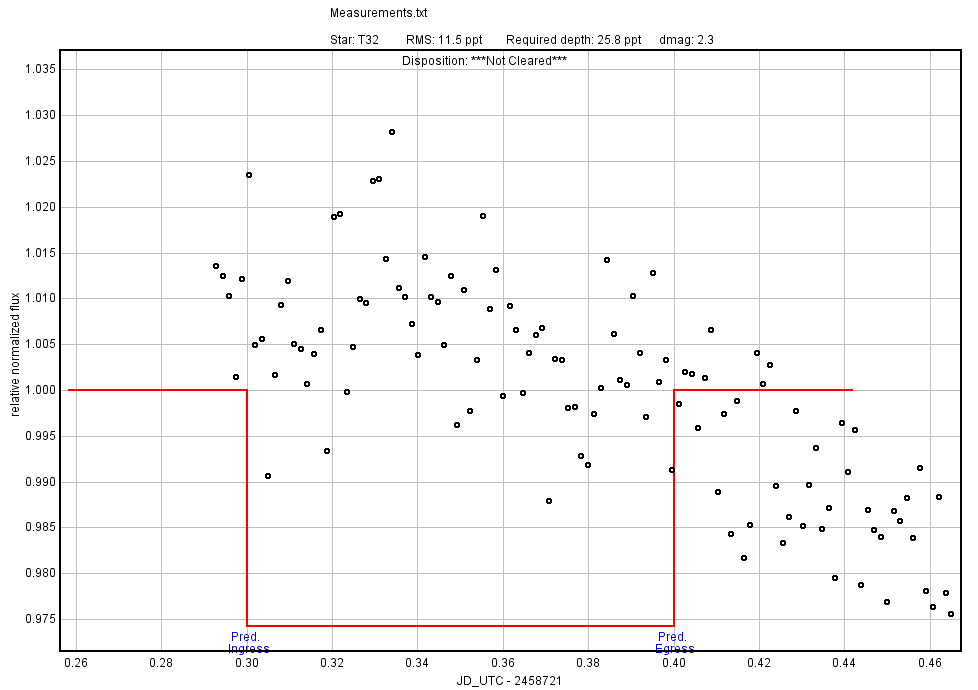 Measurements.txt
Star: T32 RMS: 11.5 ppt Required depth: 25.8 ppt dmag: 2.3
Disposition: ***Not Cleared***
1.035
1.030
1.025
1.020
1.015
1.010
1.005
1.000
0.995
0.990
0.985
0.980
0.975
relative normalized flux
Pred. Pred.
Ingress Egress
0.26 0.28 0.30 0.32 0.34 0.36 0.38 0.40 0.42 0.44 0.46
JD_UTC - 2458721